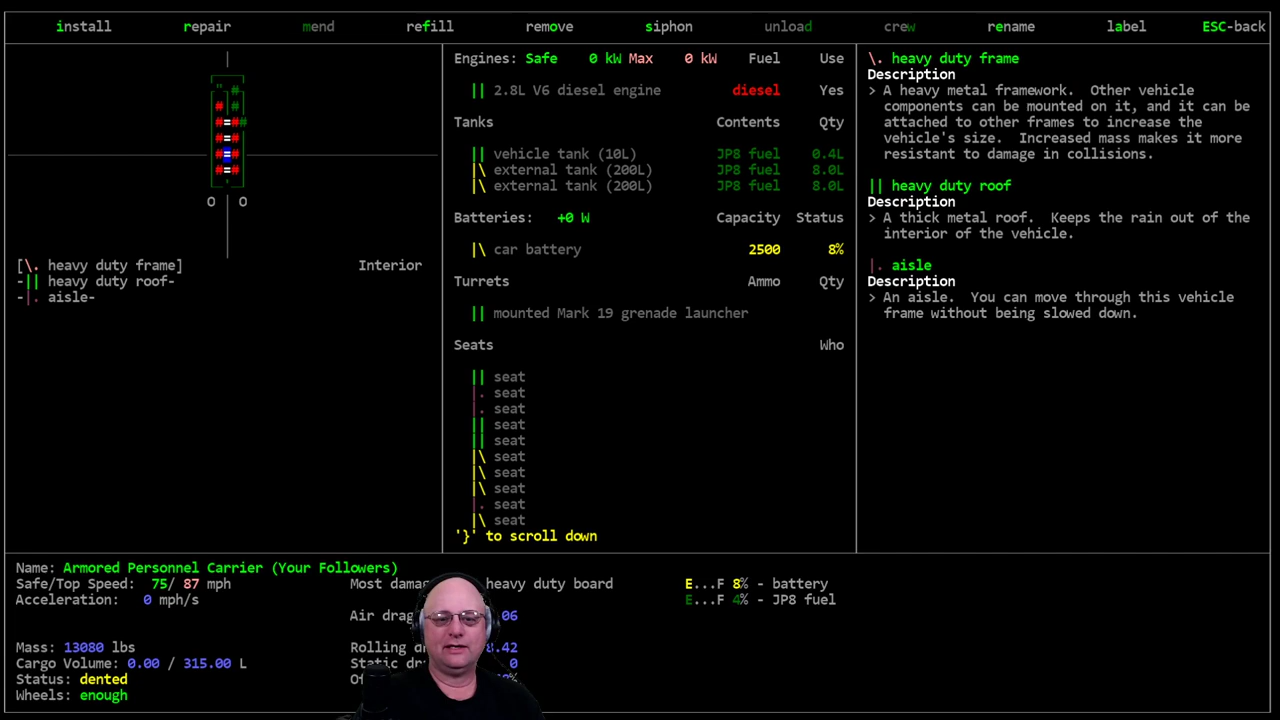 install repair mend refill remove siphon unload crew rename label ESC-back
Engines: Safe 0 kW Max 0 kW Fuel Use
|| 2.8L V6 diesel engine diesel Yes
Tanks Contents Qty
|| vehicle tank (10L) JP8 fuel 0.4L
|\ external tank (200L) JP8 fuel 8.0L
|\ external tank (200L) JP8 fuel 8.0L
Batteries: +0 W Capacity Status
|\ car battery 2500 8%
Turrets Ammo Qty
|| mounted Mark 19 grenade launcher
Seats Who
|| seat
|. seat
|. seat
|| seat
|| seat
|\ seat
|\ seat
|\ seat
|. seat
|\ seat
'}' to scroll down
\. heavy duty frame
Description
> A heavy metal framework. Other vehicle
components can be mounted on it, and it can be
attached to other frames to increase the
vehicle's size. Increased mass makes it more
resistant to damage in collisions.
|| heavy duty roof
Description
> A thick metal roof. Keeps the rain out of the
interior of the vehicle.
|. aisle
Description
> An aisle. You can move through this vehicle
frame without being slowed down.
" #
# #
#=##
#=#
#=#
#=#
'
O O
[\. heavy duty frame] Interior
-|| heavy duty roof-
-|. aisle-
Name: Armored Personnel Carrier (Your Followers)
Safe/Top Speed: 75/ 87 mph
Acceleration: 0 mph/s
Mass: 13080 lbs
Cargo Volume: 0.00 / 315.00 L
Status: dented
Wheels: enough
Most dama heavy duty board
Air drag .06
Rolling d 8.42
Static dr 0
E...F 8% - battery
E...F 4% - JP8 fuel